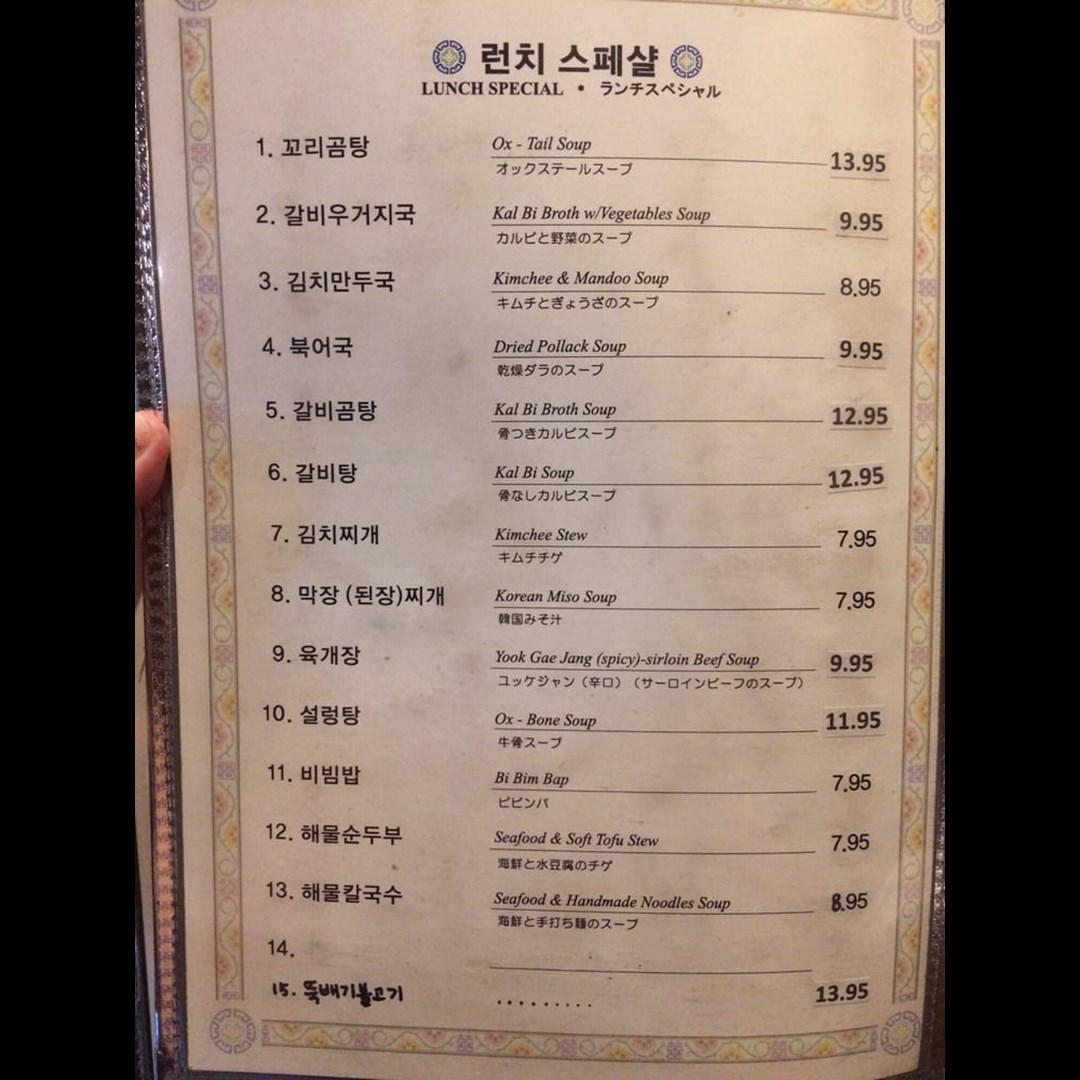 런치 스페샬
LUNCH SPECIAL • ランチスペシャル
1. 꼬리곰탕 Ox - Tail Soup 13.95
オックステールスープ
2. 갈비우거지국 Kal Bi Broth w/Vegetables Soup 9.95
カルビと野菜のスープ
3. 김치만두국 Kimchee & Mandoo Soup 8.95
キムチとぎょうざのスープ
4. 북어국 Dried Pollack Soup 9.95
乾燥ダラのスープ
5. 갈비곰탕 Kal Bi Broth Soup 12.95
骨つきカルビスープ
6. 갈비탕 Kal Bi Soup 12.95
骨なしカルビスープ
7. 김치찌개 Kimchee Stew 7.95
キムチチゲ
8. 막장 (된장)찌개 Korean Miso Soup 7.95
韓国みそ汁
9. 육개장 Yook Gae Jang (spicy)-sirloin Beef Soup 9.95
ユッケジャン（辛口）（サーロインビーフのスープ）
10. 설렁탕 Ox - Bone Soup 11.95
牛骨スープ
11. 비빔밥 Bi Bim Bap 7.95
ビビンバ
12. 해물순두부 Seafood & Soft Tofu Stew 7.95
海鮮と水豆腐のチゲ
13. 해물칼국수 Seafood & Handmade Noodles Soup 8.95
海鮮と手打ち麺のスープ
14.
15. 뚝배기불고기 ......... 13.95